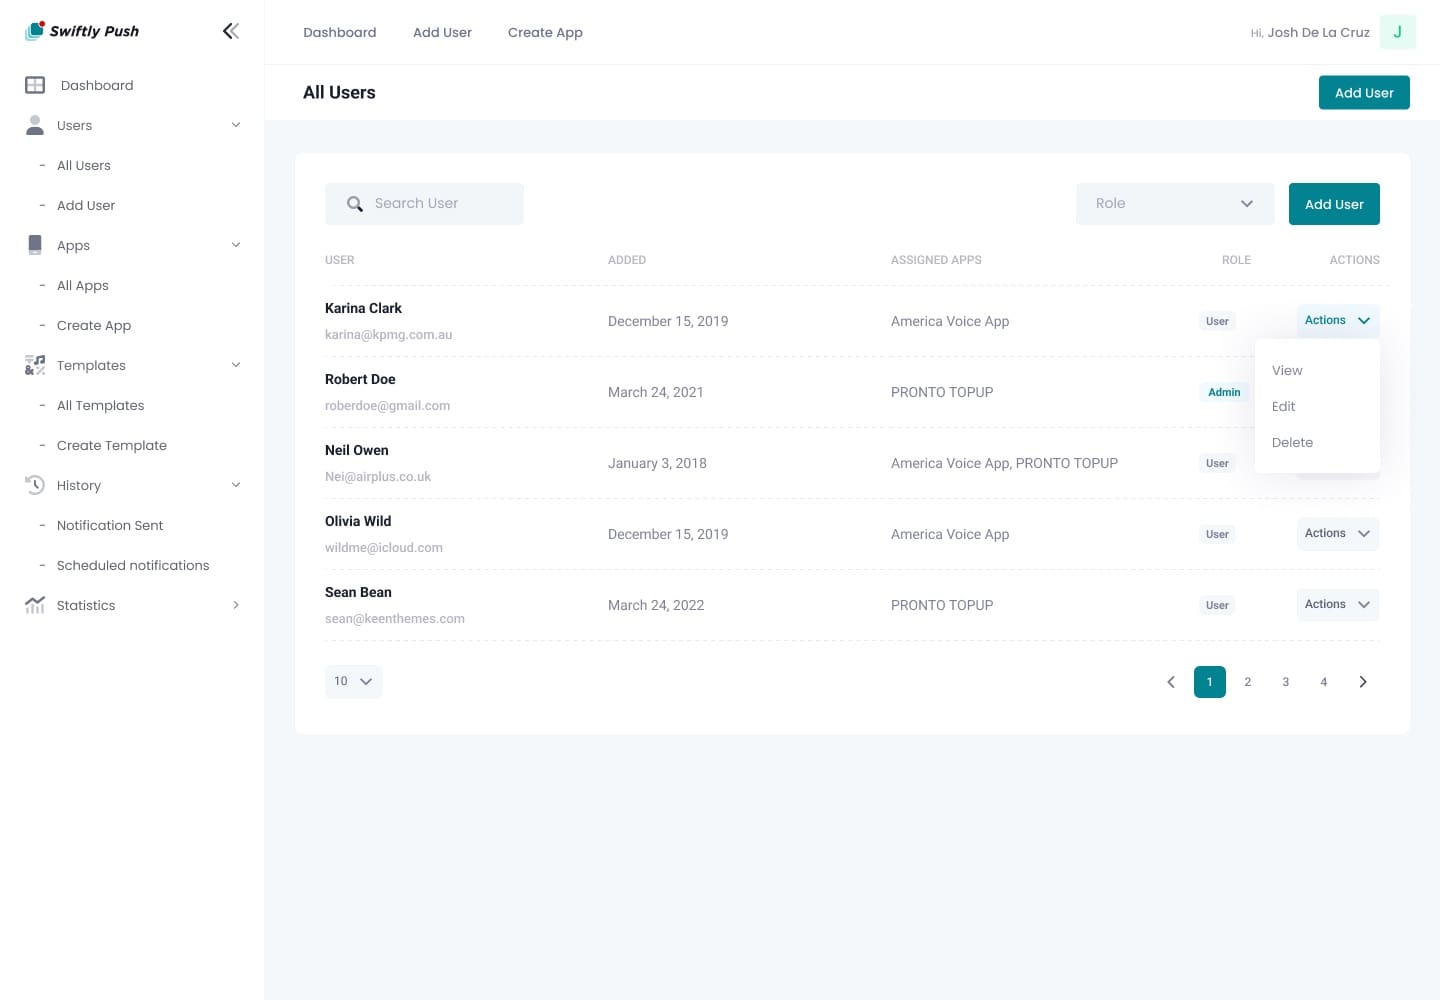 Swiftly Push
Dashboard
Users
- All Users
- Add User
Apps
- All Apps
- Create App
Templates
- All Templates
- Create Template
History
- Notification Sent
- Scheduled notifications
Statistics
Dashboard Add User Create App
Hi, Josh De La Cruz J
All Users Add User
Search User Role Add User
USER ADDED ASSIGNED APPS ROLE ACTIONS
Karina Clark
karina@kpmg.com.au
December 15, 2019 America Voice App User Actions
View
Edit
Delete
Robert Doe
roberdoe@gmail.com
March 24, 2021 PRONTO TOPUP Admin
Neil Owen
Nei@airplus.co.uk
January 3, 2018 America Voice App, PRONTO TOPUP User
Olivia Wild
wildme@icloud.com
December 15, 2019 America Voice App User Actions
Sean Bean
sean@keenthemes.com
March 24, 2022 PRONTO TOPUP User Actions
10 1 2 3 4